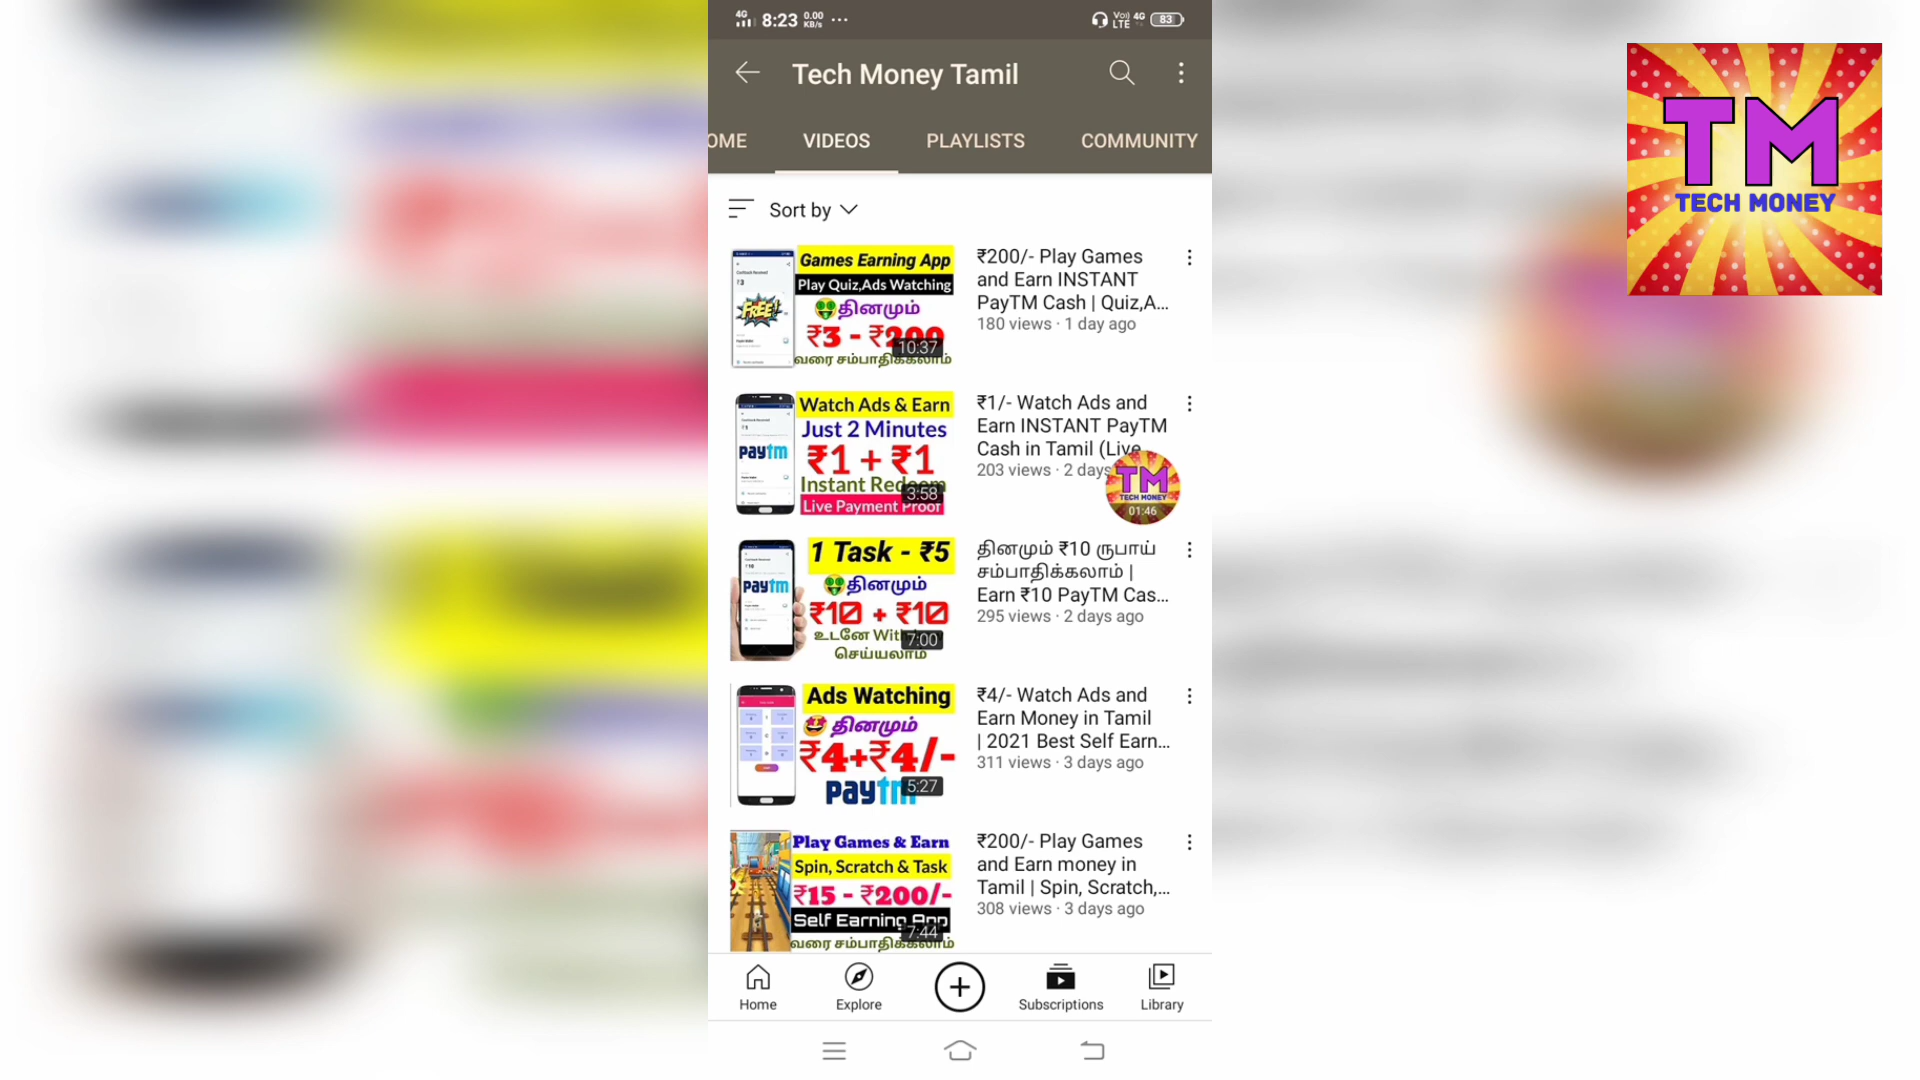 4G 8:23 0.00 KB/s ...
Vo) LTE 4G 83
Tech Money Tamil
OME VIDEOS PLAYLISTS COMMUNITY
Sort by
Games Earning App
Play Quiz,Ads Watching
FREE!
தினமும்
₹3 - ₹200
வரை சம்பாதிக்கலாம்
10:37
₹200/- Play Games
and Earn INSTANT
PayTM Cash | Quiz,A...
180 views · 1 day ago
Watch Ads & Earn
Just 2 Minutes
paytm
₹1 + ₹1
Instant Redeem
Live Payment Proof
3:58
₹1/- Watch Ads and
Earn INSTANT PayTM
Cash in Tamil (Live
203 views · 2 days
TM
TECH MONEY
01:46
1 Task - ₹5
தினமும்
paytm
₹10 + ₹10
உடனே
செய்யலாம்
7:00
தினமும் ₹10 ருபாய்
சம்பாதிக்கலாம் |
Earn ₹10 PayTM Cas...
295 views · 2 days ago
Ads Watching
தினமும்
₹4+₹4/-
paytm
5:27
₹4/- Watch Ads and
Earn Money in Tamil
| 2021 Best Self Earn...
311 views · 3 days ago
Play Games & Earn
Spin, Scratch & Task
₹15 - ₹200/-
Self Earning App
வரை சம்பாதிக்கலாம்
7:44
₹200/- Play Games
and Earn money in
Tamil | Spin, Scratch,...
308 views · 3 days ago
Home Explore Subscriptions Library
TM
TECH MONEY